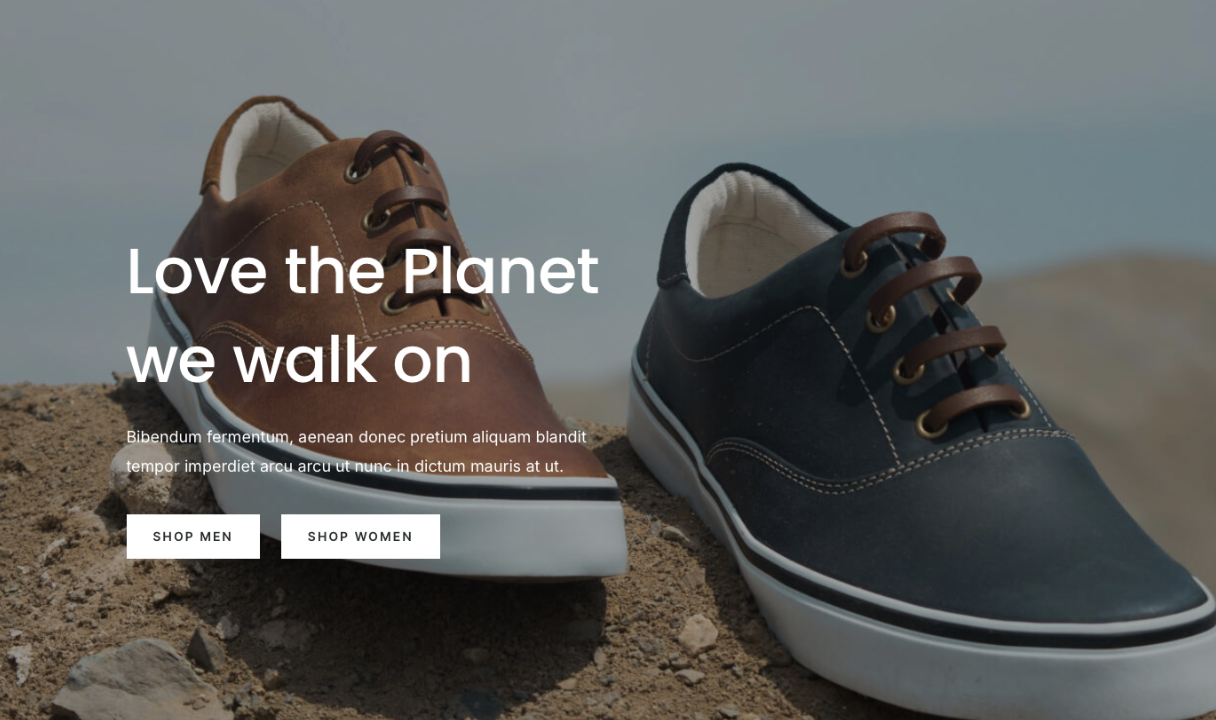 Love the Planet
we walk on
Bibendum fermentum, aenean donec pretium aliquam blandit
tempor imperdiet arcu arcu ut nunc in dictum mauris at ut.
SHOP MEN
SHOP WOMEN